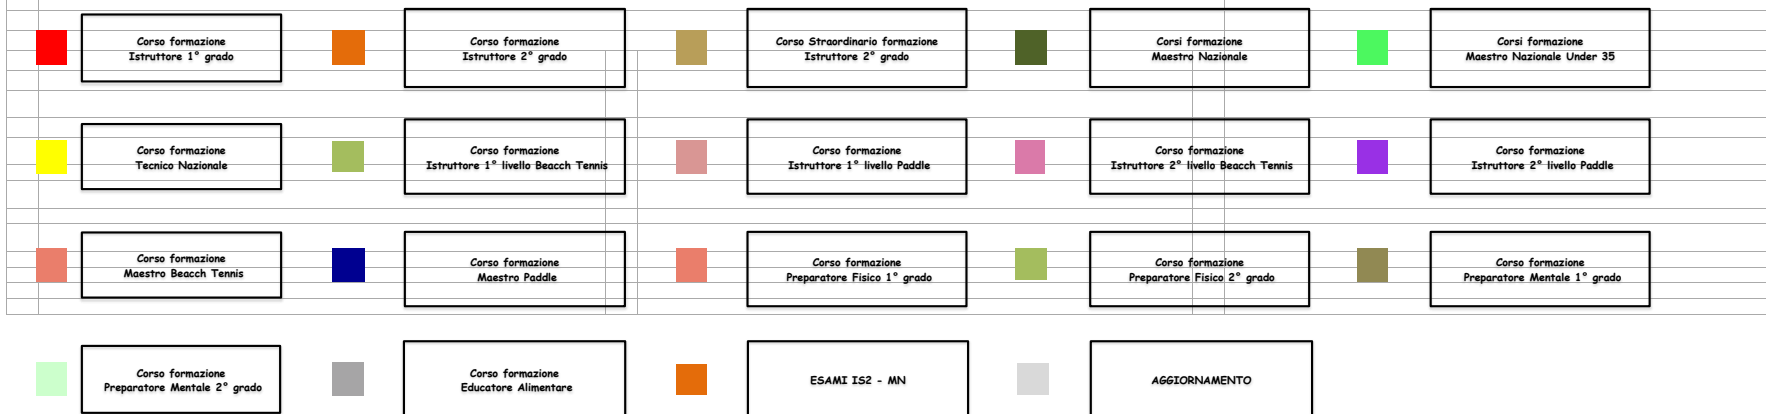 Corso formazione
Istruttore 1° grado
Corso formazione
Istruttore 2° grado
Corso Straordinario formazione
Istruttore 2° grado
Corsi formazione
Maestro Nazionale
Corsi formazione
Maestro Nazionale Under 35
Corso formazione
Tecnico Nazionale
Corso formazione
Istruttore 1° livello Beacch Tennis
Corso formazione
Istruttore 1° livello Paddle
Corso formazione
Istruttore 2° livello Beacch Tennis
Corso formazione
Istruttore 2° livello Paddle
Corso formazione
Maestro Beacch Tennis
Corso formazione
Maestro Paddle
Corso formazione
Preparatore Fisico 1° grado
Corso formazione
Preparatore Fisico 2° grado
Corso formazione
Preparatore Mentale 1° grado
Corso formazione
Preparatore Mentale 2° grado
Corso formazione
Educatore Alimentare
ESAMI IS2 - MN
AGGIORNAMENTO